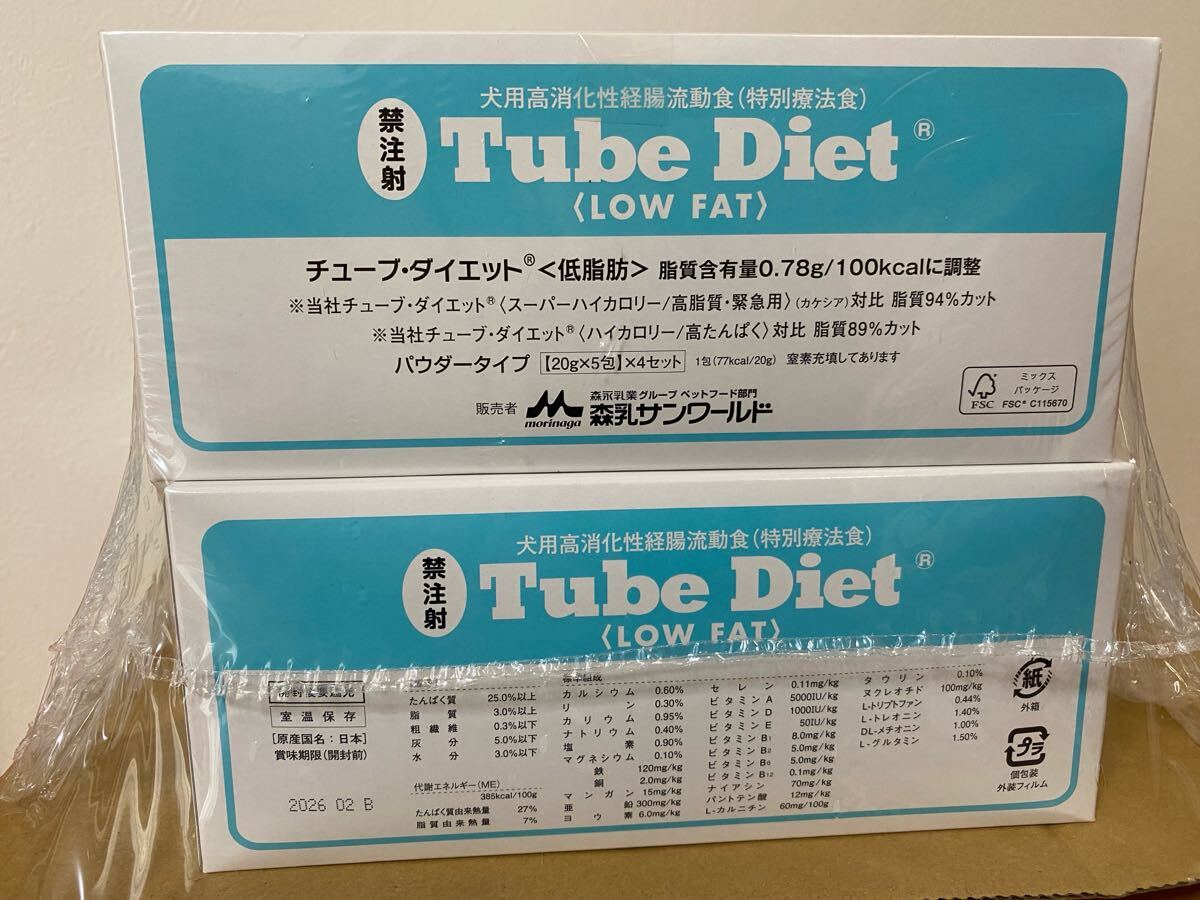 犬用高消化性経腸流動食(特別療法食)
禁注射
Tube Diet®
〈LOW FAT〉
チューブ・ダイエット®<低脂肪> 脂質含有量0.78g/100kcalに調整
※当社チューブ・ダイエット®〈スーパーハイカロリー/高脂質・緊急用〉(カケシア)対比 脂質94%カット
※当社チューブ・ダイエット®〈ハイカロリー/高たんぱく〉対比 脂質89%カット
パウダータイプ 【20g×5包】×4セット 1包(77kcal/20g) 窒素充填してあります
販売者 morinaga 森永乳業グループ ペットフード部門
森乳サンワールド
FSC ミックス
パッケージ
FSC® C115670
犬用高消化性経腸流動食(特別療法食)
禁注射
Tube Diet®
〈LOW FAT〉
室温保存
[原産国名:日本]
賞味期限(開封前)
2026 02 B
たんぱく質 25.0%以上
脂質 3.0%以上
粗繊維 0.3%以下
灰分 5.0%以下
水分 3.0%以下
代謝エネルギー(ME)
385kcal/100g
たんぱく質由来熱量 27%
脂質由来熱量 7%
標準組成
カルシウム 0.60%
リン 0.30%
カリウム 0.95%
ナトリウム 0.40%
塩素 0.90%
マグネシウム 0.10%
鉄 120mg/kg
銅 2.0mg/kg
マンガン 15mg/kg
亜鉛 300mg/kg
ヨウ素 6.0mg/kg
セレン 0.11mg/kg
ビタミンA 5000IU/kg
ビタミンD 1000IU/kg
ビタミンE 50IU/kg
ビタミンB1 8.0mg/kg
ビタミンB2 5.0mg/kg
ビタミンB6 5.0mg/kg
ビタミンB12 0.1mg/kg
ナイアシン 70mg/kg
パントテン酸 12mg/kg
L-カルニチン 60mg/100g
タウリン 0.10%
ヌクレオチド 100mg/kg
L-トリプトファン 0.44%
L-トレオニン 1.40%
DL-メチオニン 1.00%
L-グルタミン 1.50%
紙
外箱
プラ
個包装
外装フィルム